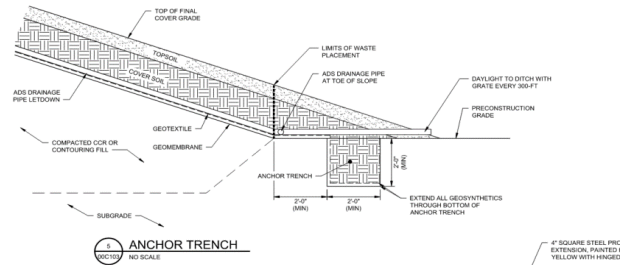 TOP OF FINAL
COVER GRADE
TOPSOIL
COVER SOIL
LIMITS OF WASTE
PLACEMENT
ADS DRAINAGE PIPE
AT TOE OF SLOPE
DAYLIGHT TO DITCH WITH
GRATE EVERY 300-FT
PRECONSTRUCTION
GRADE
ADS DRAINAGE
PIPE LETDOWN
GEOTEXTILE
GEOMEMBRANE
COMPACTED CCR OR
CONTOURING FILL
ANCHOR TRENCH
2'-0"
(MIN)
2'-0"
(MIN)
2'-0"
(MIN)
EXTEND ALL GEOSYNTHETICS
THROUGH BOTTOM OF
ANCHOR TRENCH
SUBGRADE
5
00C103
ANCHOR TRENCH
NO SCALE
4" SQUARE STEEL
EXTENSION, PAINTED
YELLOW WITH HINGED